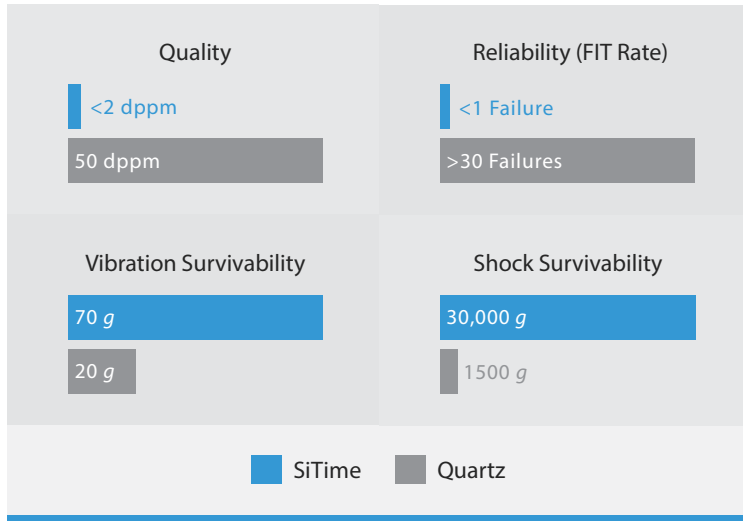 Quality
<2 dppm
50 dppm
Reliability (FIT Rate)
<1 Failure
>30 Failures
Vibration Survivability
70 g
20 g
Shock Survivability
30,000 g
1500 g
SiTime
Quartz